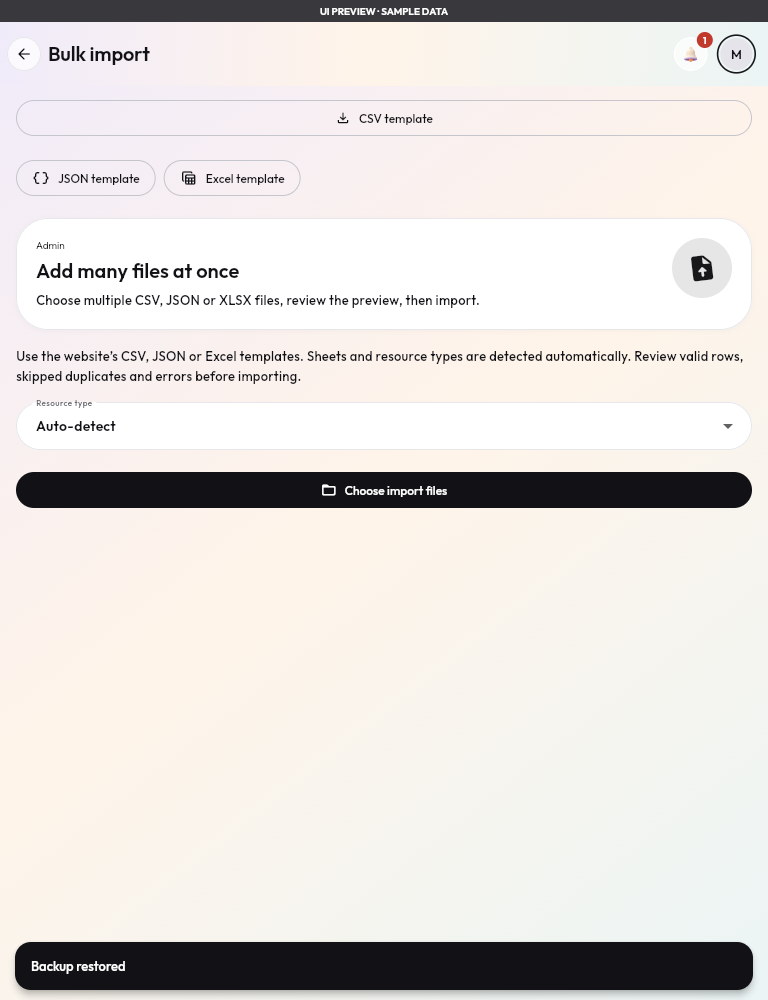 UI PREVIEW · SAMPLE DATA
Bulk import
1
M
CSV template
JSON template
Excel template
Admin
Add many files at once
Choose multiple CSV, JSON or XLSX files, review the preview, then import.
Use the website's CSV, JSON or Excel templates. Sheets and resource types are detected automatically. Review valid rows,
skipped duplicates and errors before importing.
Resource type
Auto-detect
Choose import files
Backup restored